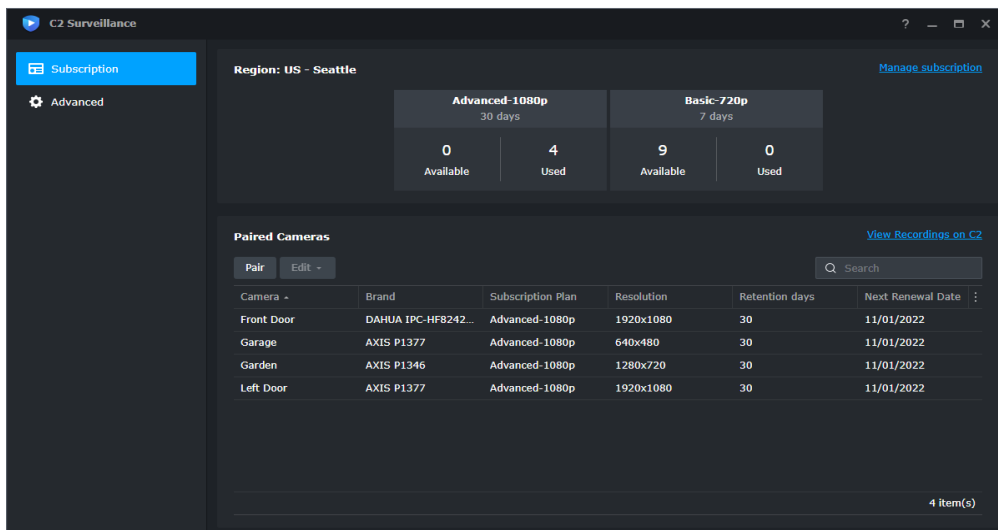 C2 Surveillance
?
Subscription
Advanced
Region: US - Seattle
Manage subscription
Advanced-1080p
30 days
Basic-720p
7 days
0
4
9
0
Available
Used
Available
Used
Paired Cameras
View Recordings on C2
Pair
Edit
Search
Camera Brand Subscription Plan Resolution Retention days Next Renewal Date
Front Door DAHUA IPC-HF8242... Advanced-1080p 1920x1080 30 11/01/2022
Garage AXIS P1377 Advanced-1080p 640x480 30 11/01/2022
Garden AXIS P1346 Advanced-1080p 1280x720 30 11/01/2022
Left Door AXIS P1377 Advanced-1080p 1920x1080 30 11/01/2022
4 item(s)